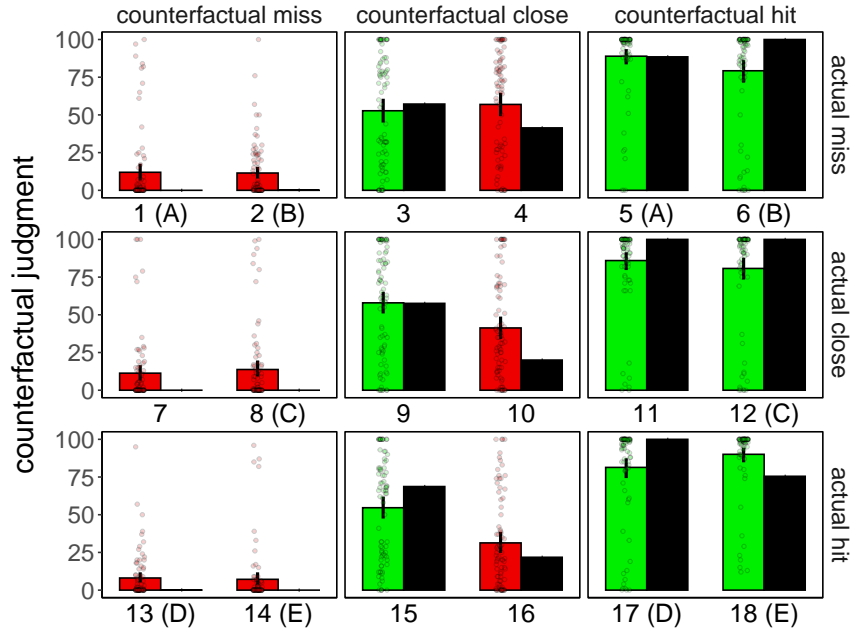 counterfactual miss counterfactual close counterfactual hit
counterfactual judgment
100
75
50
25
0
actual miss
1 (A) 2 (B) 3 4 5 (A) 6 (B)
100
75
50
25
0
actual close
7 8 (C) 9 10 11 12 (C)
100
75
50
25
0
actual hit
13 (D) 14 (E) 15 16 17 (D) 18 (E)